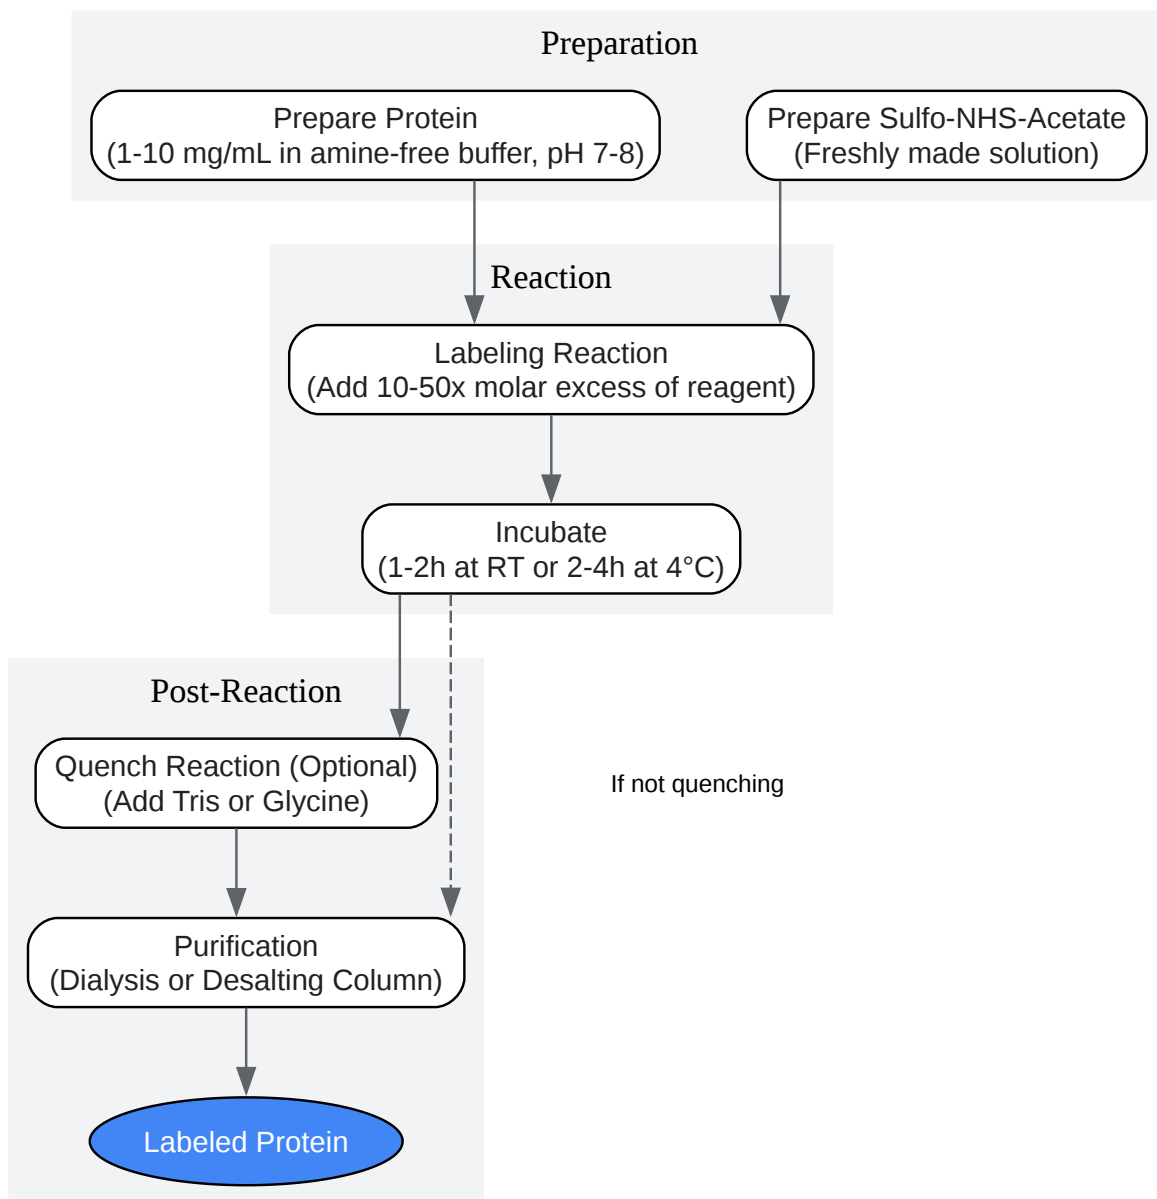 Preparation
Prepare Protein
(1-10 mg/mL in amine-free buffer, pH 7-8)
Prepare Sulfo-NHS-Acetate
(Freshly made solution)
Reaction
Labeling Reaction
(Add 10-50x molar excess of reagent)
Incubate
(1-2h at RT or 2-4h at 4°C)
Post-Reaction
Quench Reaction (Optional)
(Add Tris or Glycine)
If not quenching
Purification
(Dialysis or Desalting Column)
Labeled Protein